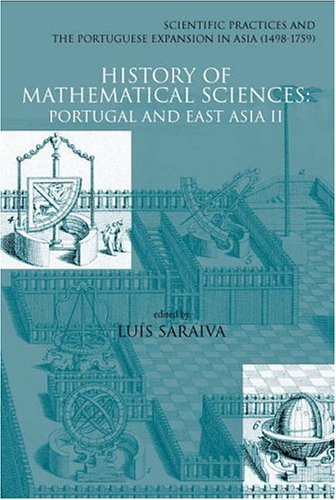 SCIENTIFIC PRACTICES AND
THE PORTUGUESE EXPANSION IN ASIA (1498-1759)
HISTORY OF
MATHEMATICAL SCIENCES:
PORTUGAL AND EAST ASIA II
edited by
LUÍS SARAIVA